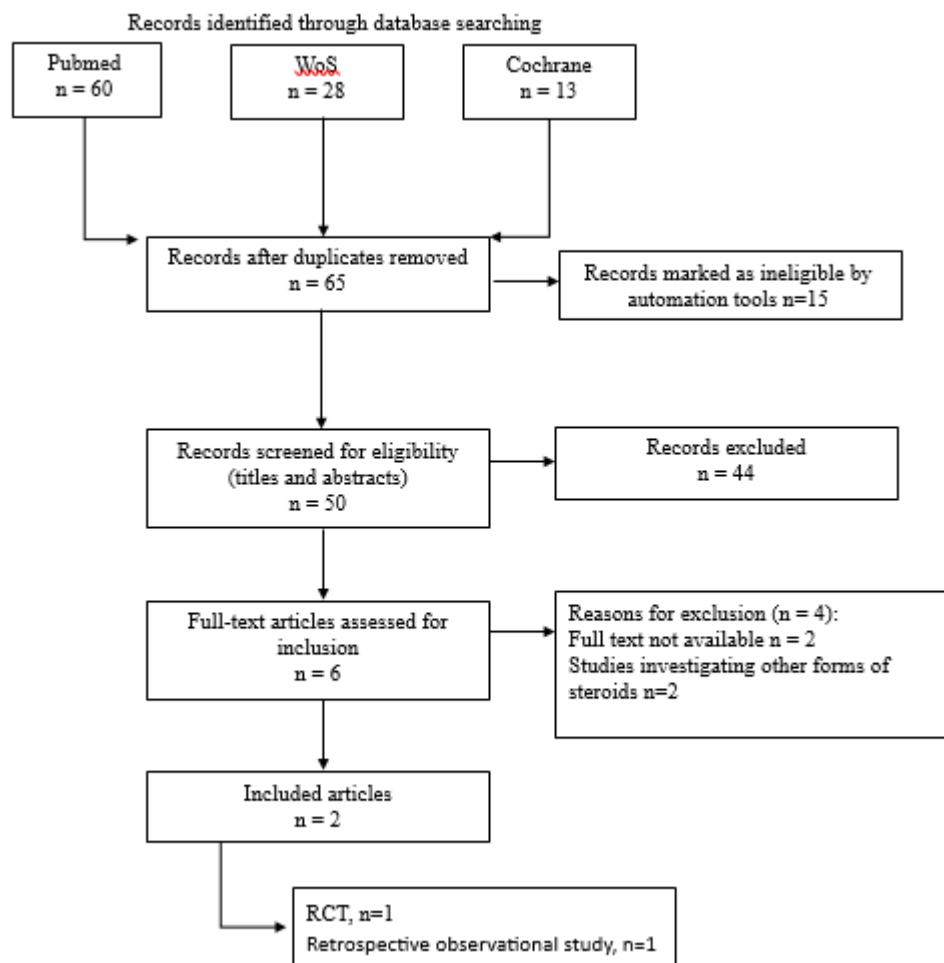 Records identified through database searching
Pubmed
n = 60
WoS
n = 28
Cochrane
n = 13
Records after duplicates removed
n = 65
Records marked as ineligible by
automation tools n=15
Records screened for eligibility
(titles and abstracts)
n = 50
Records excluded
n = 44
Full-text articles assessed for
inclusion
n = 6
Reasons for exclusion (n = 4):
Full text not available n = 2
Studies investigating other forms of
steroids n=2
Included articles
n = 2
RCT, n=1
Retrospective observational study, n=1